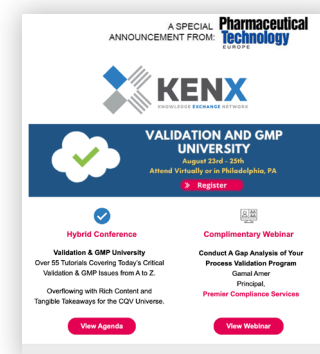 A SPECIAL
ANNOUNCEMENT FROM:
Pharmaceutical
Technology
EUROPE
KENX
KNOWLEDGE EXCHANGE NETWORK
VALIDATION AND GMP
UNIVERSITY
August 23rd - 25th
Attend Virtually or in Philadelphia, PA
Register
Hybrid Conference
Validation & GMP University
Over 55 Tutorials Covering Today's Critical
Validation & GMP Issues from A to Z.
Overflowing with Rich Content and
Tangible Takeaways for the CQV Universe.
View Agenda
Complimentary Webinar
Conduct A Gap Analysis of Your
Process Validation Program
Gamal Amer
Principal,
Premier Compliance Services
View Webinar